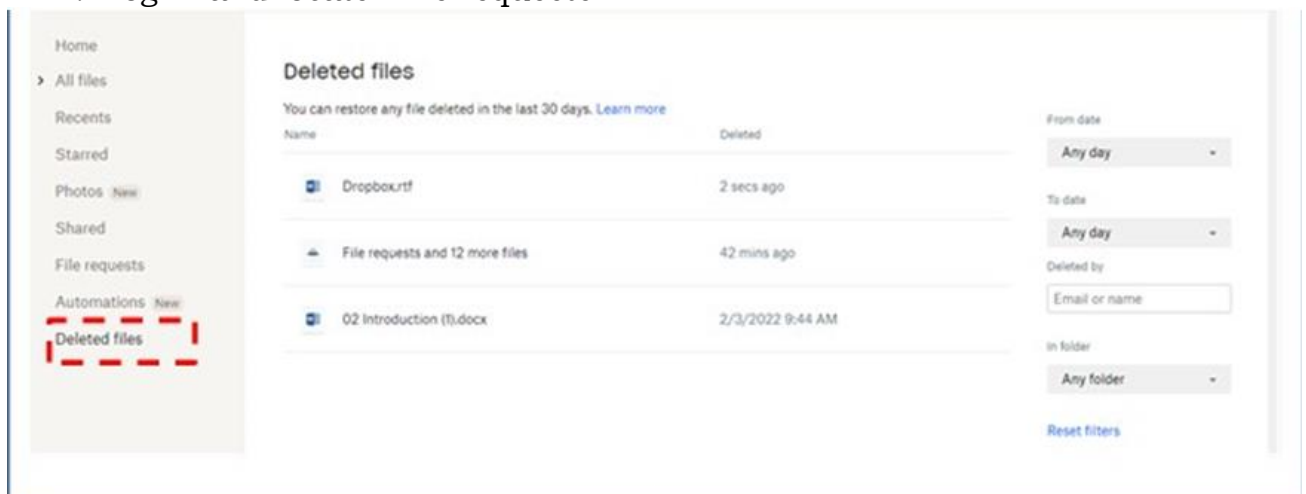 Home
All files
Recents
Starred
Photos New
Shared
File requests
Automations New
Deleted files
Deleted files
You can restore any file deleted in the last 30 days. Learn more
Name Deleted
Dropbox.rtf 2 secs ago
File requests and 12 more files 42 mins ago
02 Introduction (1).docx 2/3/2022 9:44 AM
From date
Any day
To date
Any day
Deleted by
Email or name
In folder
Any folder
Reset filters